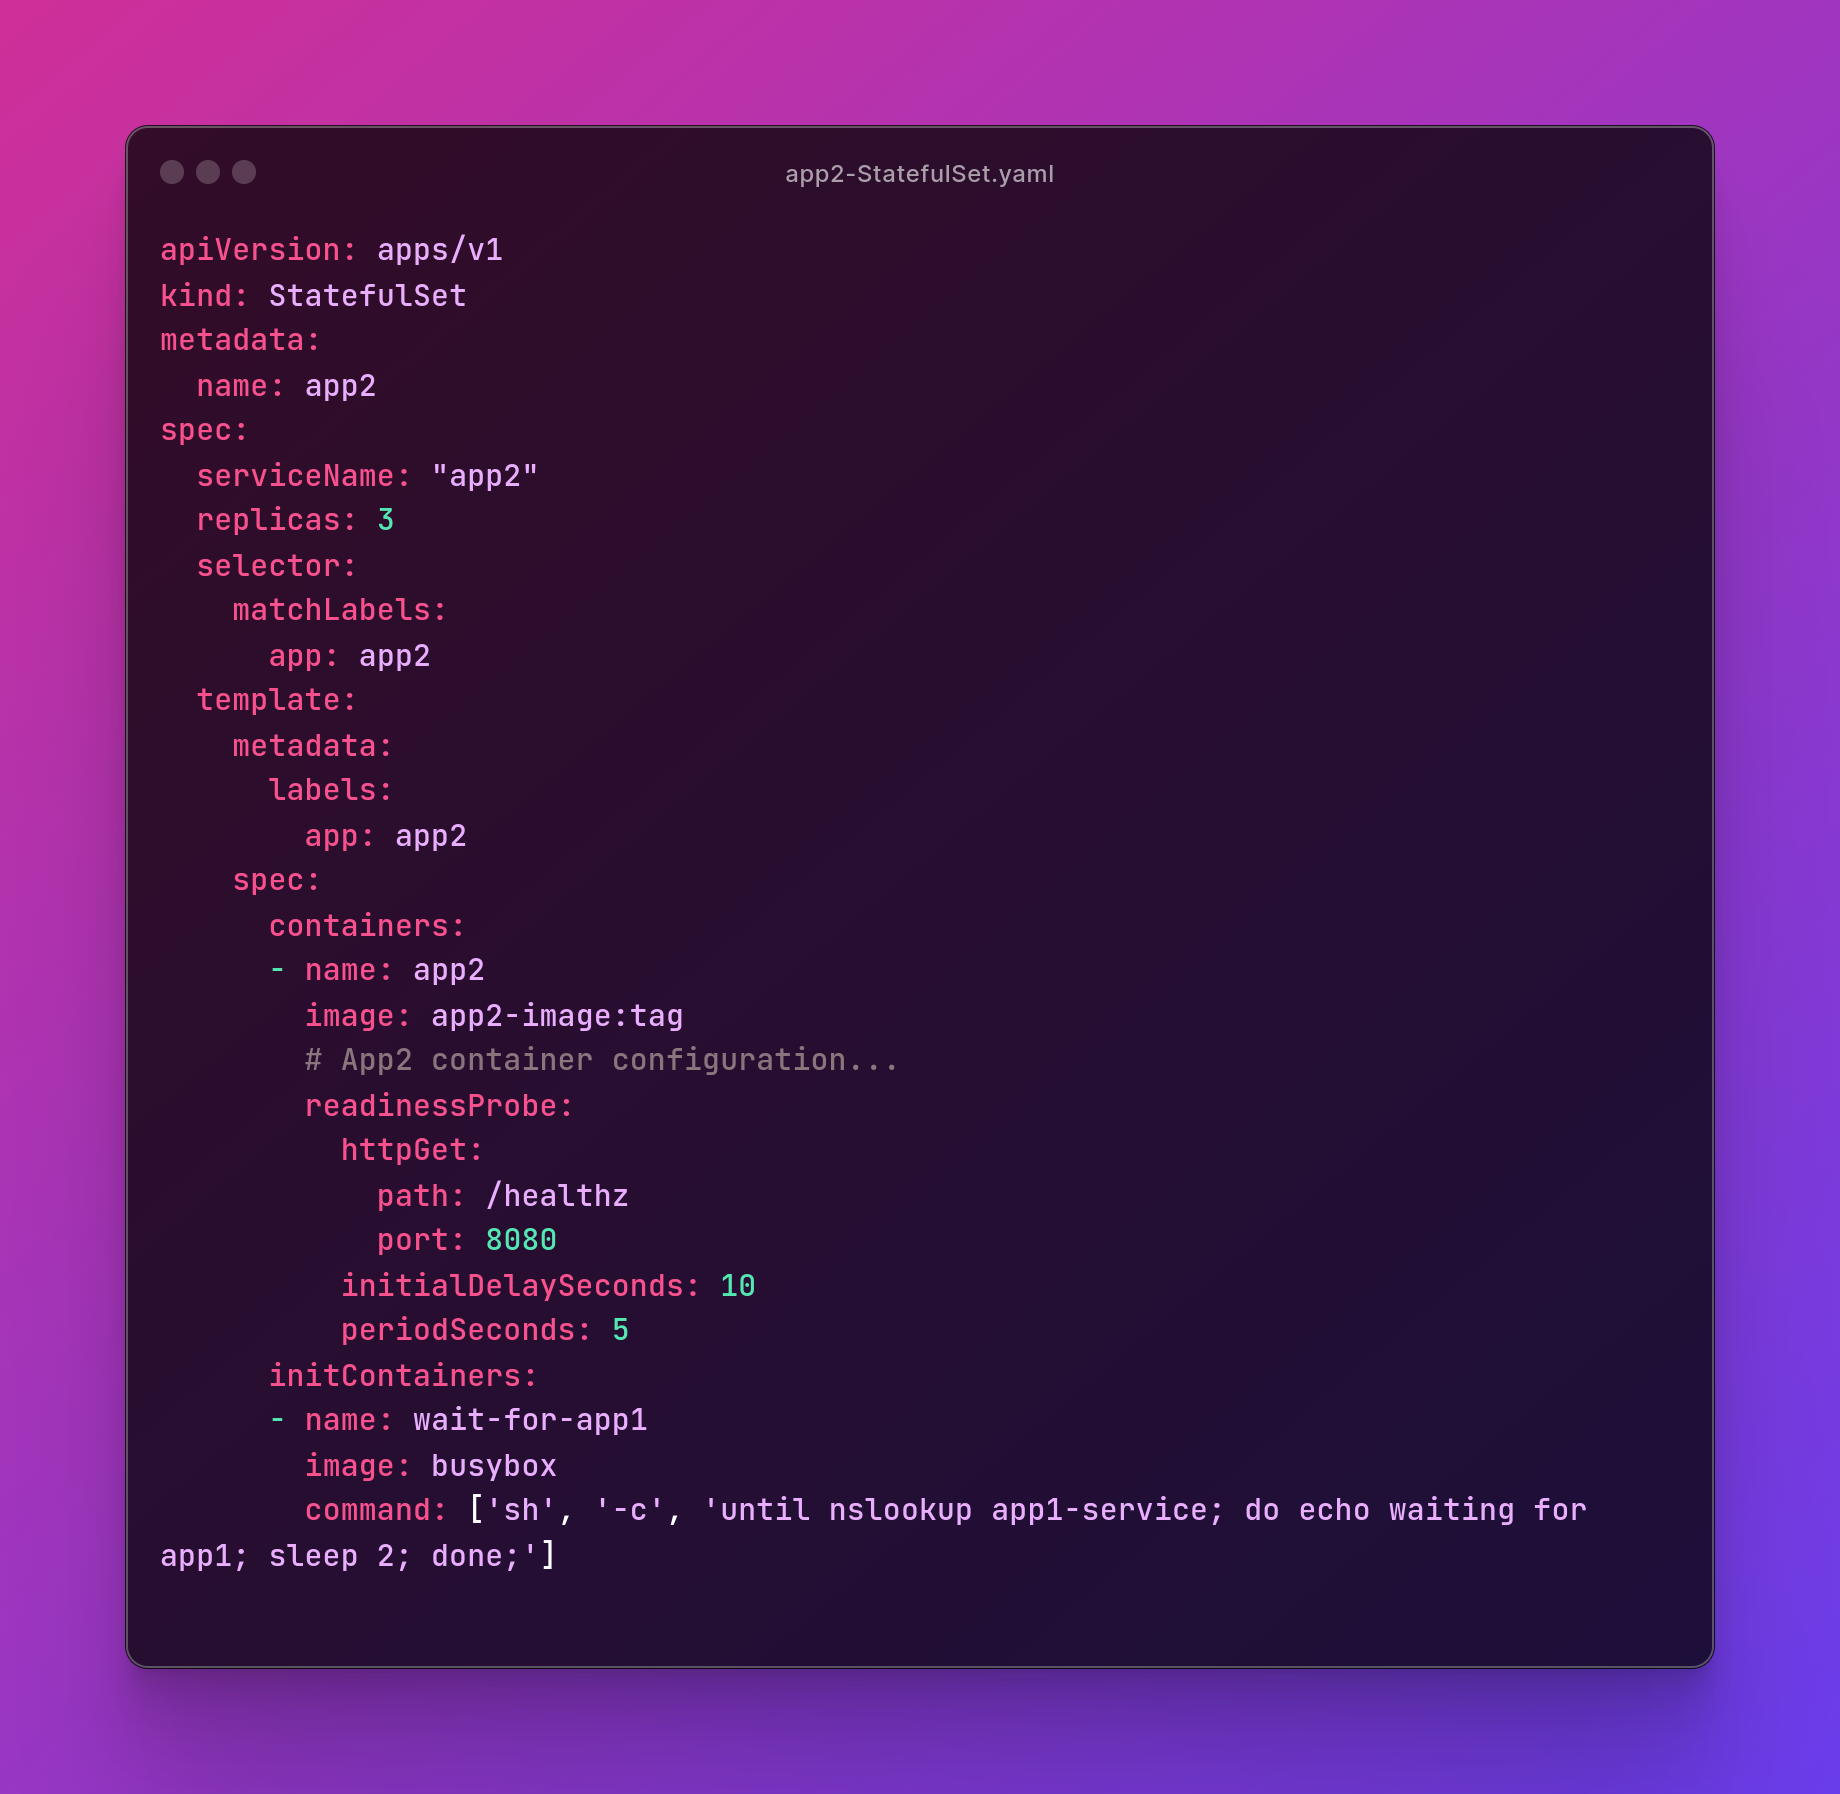 app2-StatefulSet.yaml
apiVersion: apps/v1
kind: StatefulSet
metadata:
  name: app2
spec:
  serviceName: "app2"
  replicas: 3
  selector:
    matchLabels:
      app: app2
  template:
    metadata:
      labels:
        app: app2
    spec:
      containers:
      - name: app2
        image: app2-image:tag
        # App2 container configuration...
        readinessProbe:
          httpGet:
            path: /healthz
            port: 8080
          initialDelaySeconds: 10
          periodSeconds: 5
      initContainers:
      - name: wait-for-app1
        image: busybox
        command: ['sh', '-c', 'until nslookup app1-service; do echo waiting for
app1; sleep 2; done;']